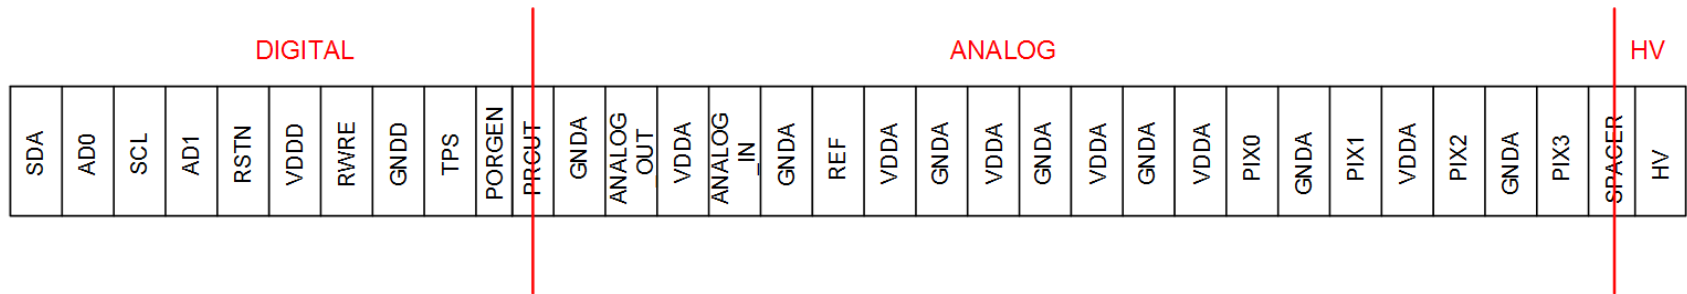 DIGITAL
ANALOG
HV
SDA
AD0
SCL
AD1
RSTN
VDDD
RWRE
GNDD
TPS
PORGEN
PRCUT
GNDA
ANALOG
OUT
VDDA
ANALOG
_IN
GNDA
REF
VDDA
GNDA
VDDA
GNDA
VDDA
GNDA
VDDA
PIX0
GNDA
PIX1
VDDA
PIX2
GNDA
PIX3
SPACER
HV